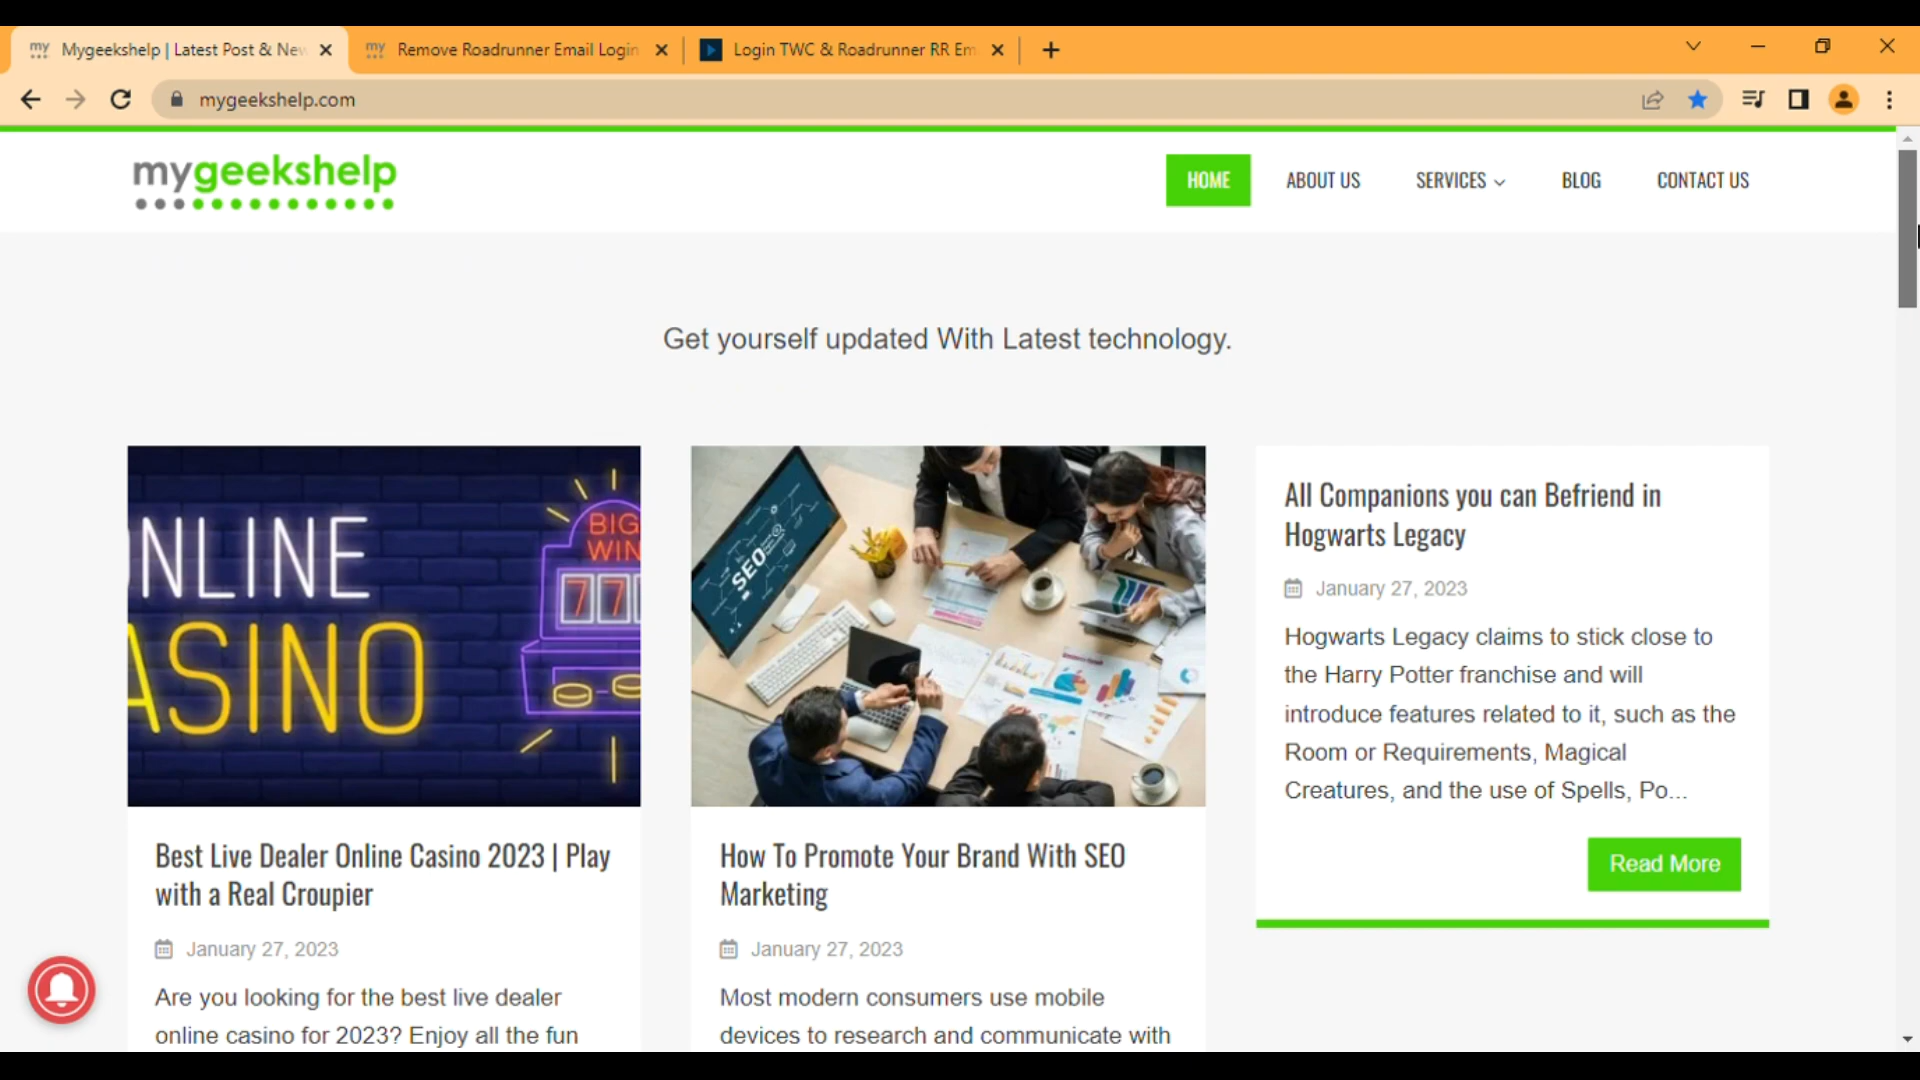 my Mygeekshelp | Latest Post & Nev
my Remove Roadrunner Email Login
Login TWC & Roadrunner RR Em
mygeekshelp.com
mygeekshelp
HOME
ABOUT US
SERVICES
BLOG
CONTACT US
Get yourself updated With Latest technology.
NLINE
ASINO
BIG
WIN
77
SEO
Best Live Dealer Online Casino 2023 | Play
with a Real Croupier
January 27, 2023
Are you looking for the best live dealer
online casino for 2023? Enjoy all the fun
How To Promote Your Brand With SEO
Marketing
January 27, 2023
Most modern consumers use mobile
devices to research and communicate with
All Companions you can Befriend in
Hogwarts Legacy
January 27, 2023
Hogwarts Legacy claims to stick close to
the Harry Potter franchise and will
introduce features related to it, such as the
Room or Requirements, Magical
Creatures, and the use of Spells, Po...
Read More